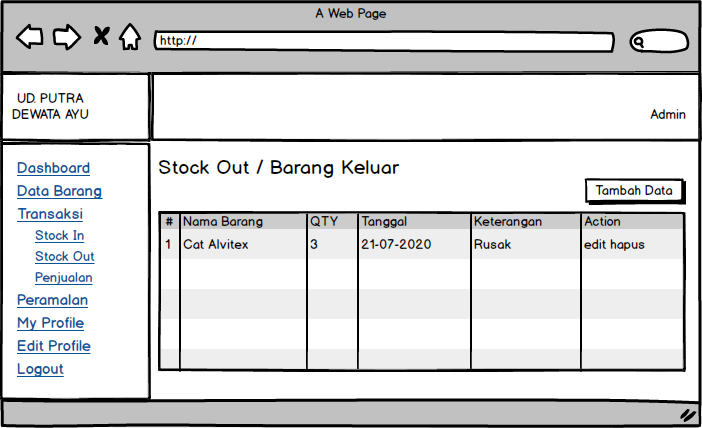 A Web Page
http://
UD. PUTRA
DEWATA AYU
Admin
Dashboard
Data Barang
Transaksi
Stock In
Stock Out
Penjualan
Peramalan
My Profile
Edit Profile
Logout
Stock Out / Barang Keluar
Tambah Data
# Nama Barang QTY Tanggal Keterangan Action
1 Cat Alvitex 3 21-07-2020 Rusak edit hapus